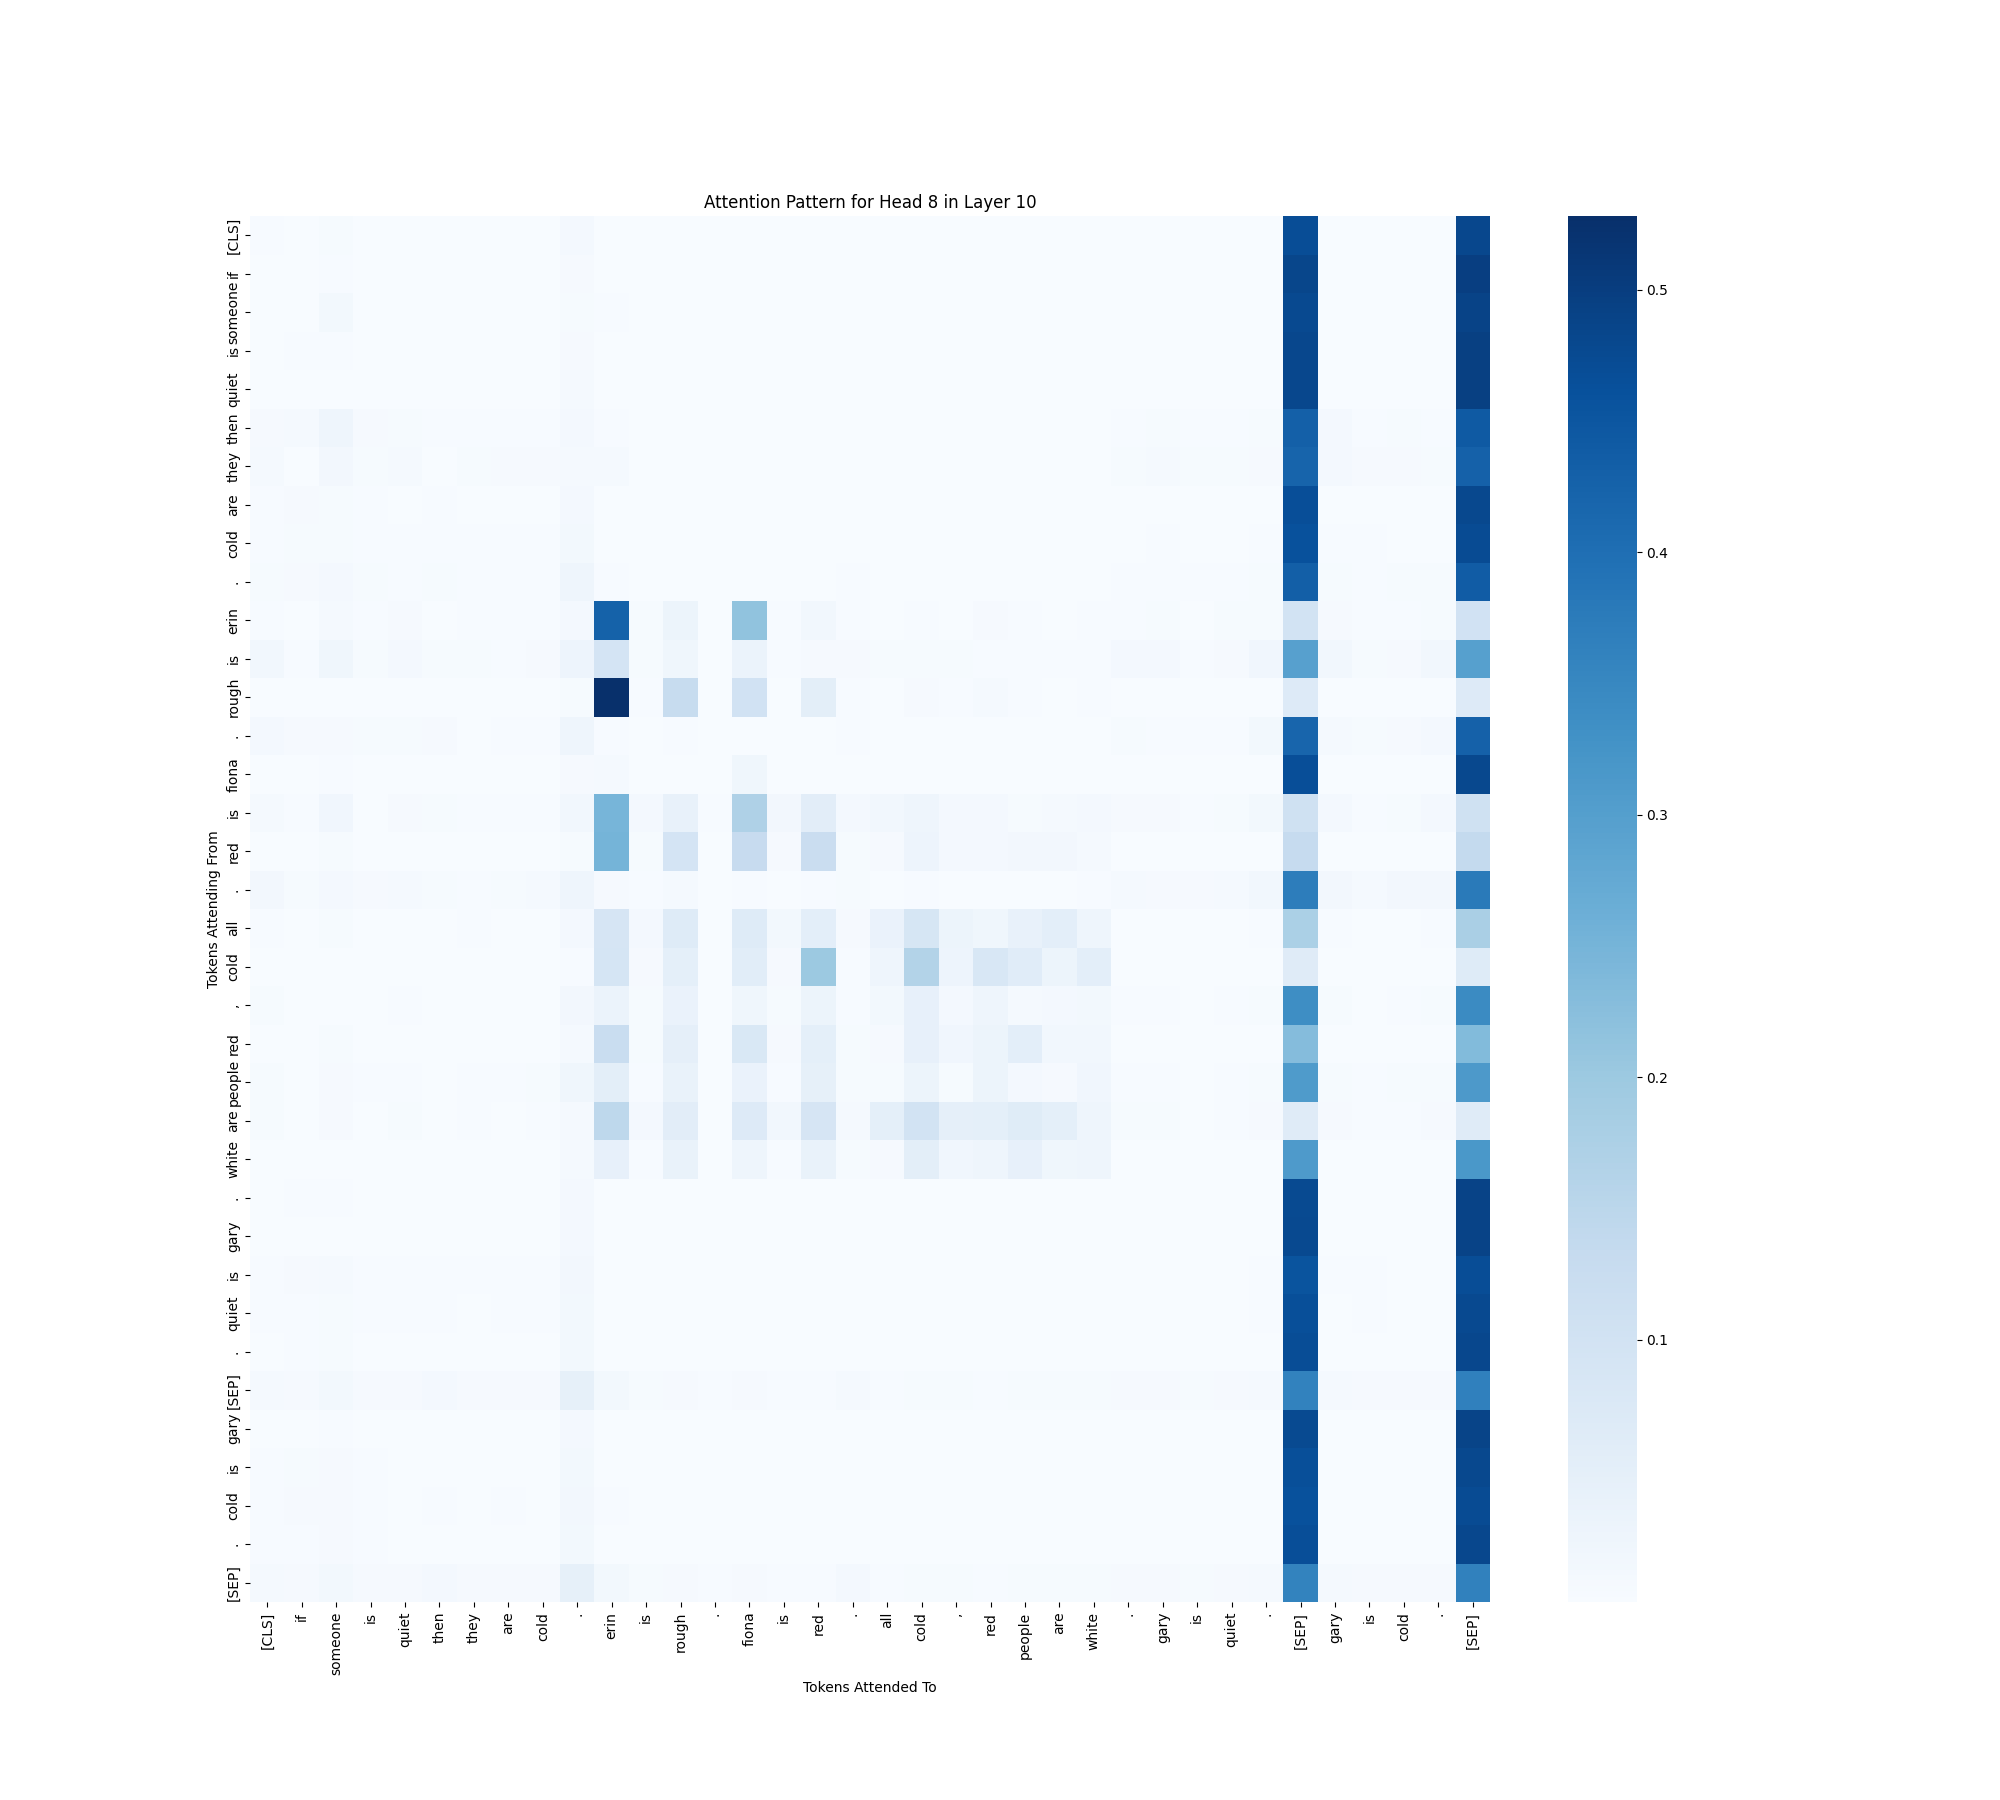 Attention Pattern for Head 8 in Layer 10
Tokens Attending From
[CLS]
if
someone
is
quiet
then
they
are
cold
.
erin
is
rough
.
fiona
is
red
.
all
cold
,
red
people
are
white
.
gary
is
quiet
.
[SEP]
gary
is
cold
.
[SEP]
[CLS]
if
someone
is
quiet
then
they
are
cold
.
erin
is
rough
.
fiona
is
red
.
all
cold
,
red
people
are
white
.
gary
is
quiet
.
[SEP]
gary
is
cold
.
[SEP]
Tokens Attended To
0.5
0.4
0.3
0.2
0.1